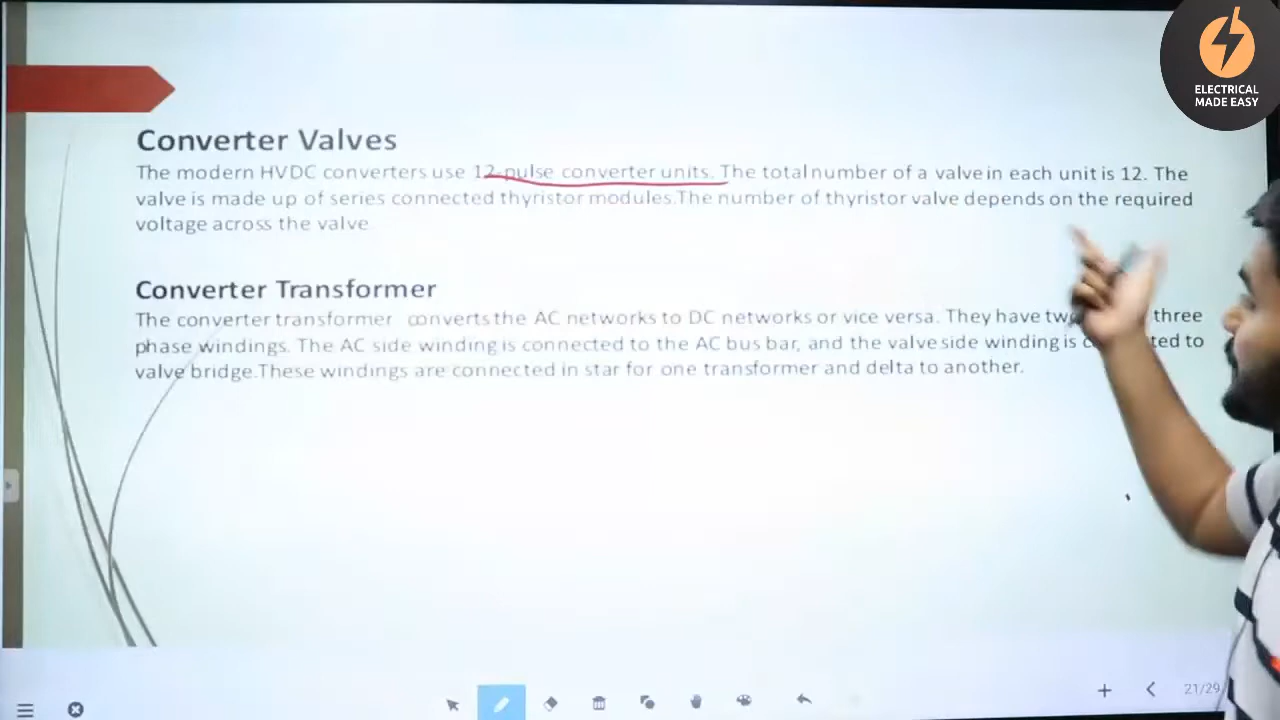 ELECTRICAL
MADE EASY
Converter Valves
The modern HVDC converters use 12-pulse converter units. The total number of a valve in each unit is 12. The
valve is made up of series connected thyristor modules.The number of thyristor valve depends on the required
voltage across the valve
Converter Transformer
The converter transformer converts the AC networks to DC networks or vice versa. They have three
phase windings. The AC side winding is connected to the AC bus bar, and the valve side winding is to
valve bridge.These windings are connected in star for one transformer and delta to another.
21/29